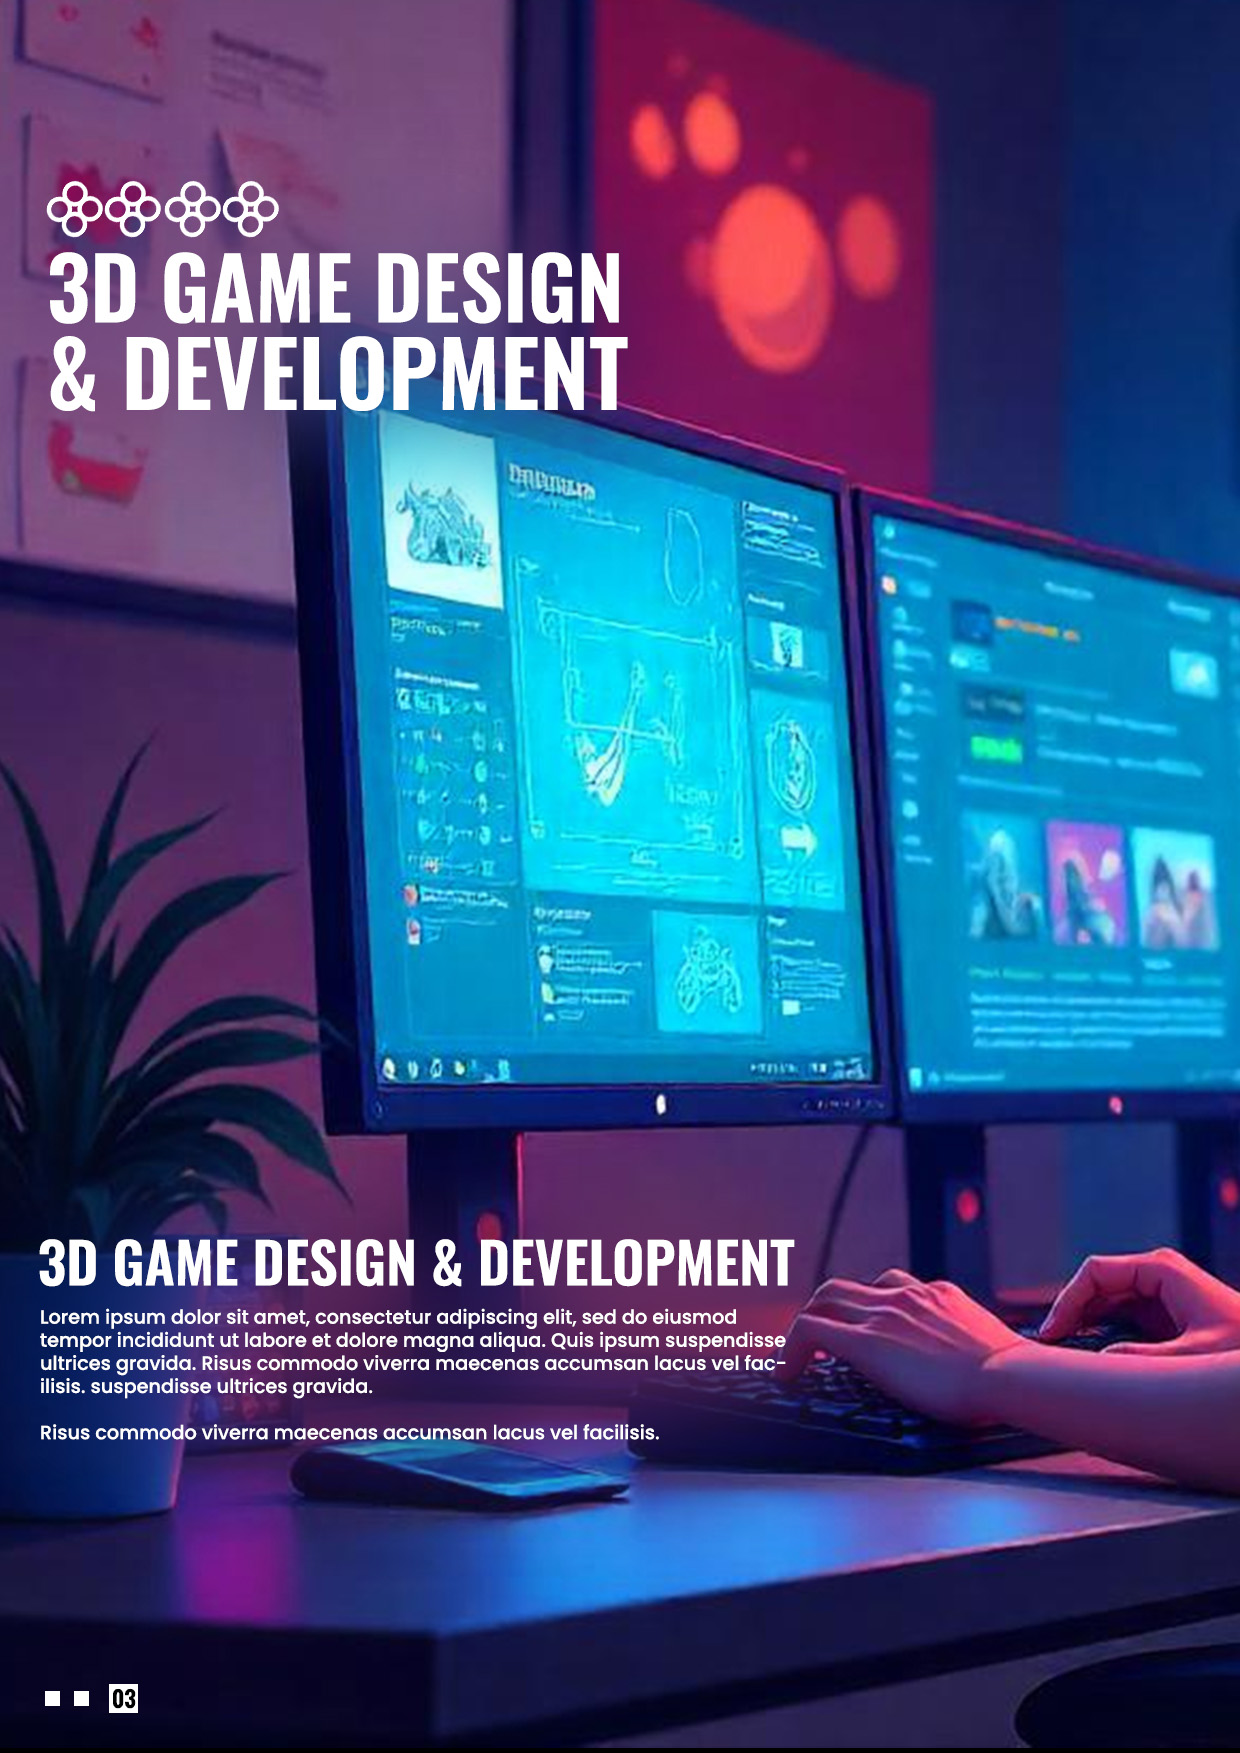 3D GAME DESIGN
& DEVELOPMENT
3D GAME DESIGN & DEVELOPMENT
Lorem ipsum dolor sit amet, consectetur adipiscing elit, sed do eiusmod
tempor incididunt ut labore et dolore magna aliqua. Quis ipsum suspendisse
ultrices gravida. Risus commodo viverra maecenas accumsan lacus vel fac-
ilisis. suspendisse ultrices gravida.
Risus commodo viverra maecenas accumsan lacus vel facilisis.
03